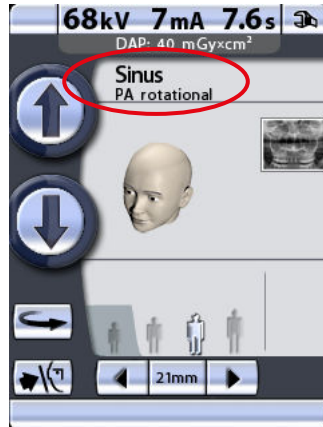 68kV 7mA 7.6s
DAP: 40 mGy×cm²
Sinus
PA rotational
21mm